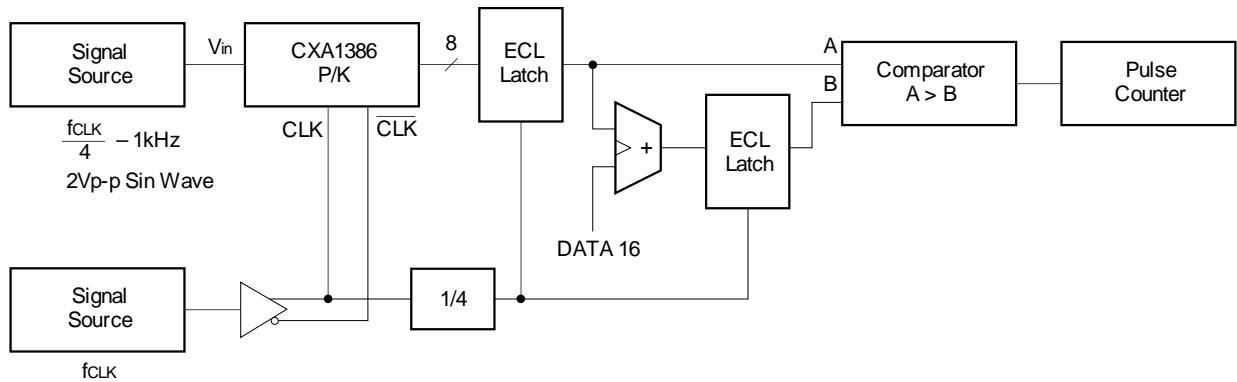 Signal
Source
Vin
CXA1386
P/K
8
ECL
Latch
A
B
Comparator
A > B
Pulse
Counter
fCLK
4
– 1kHz
2Vp-p Sin Wave
CLK
CLK
+
ECL
Latch
DATA 16
Signal
Source
1/4
fCLK